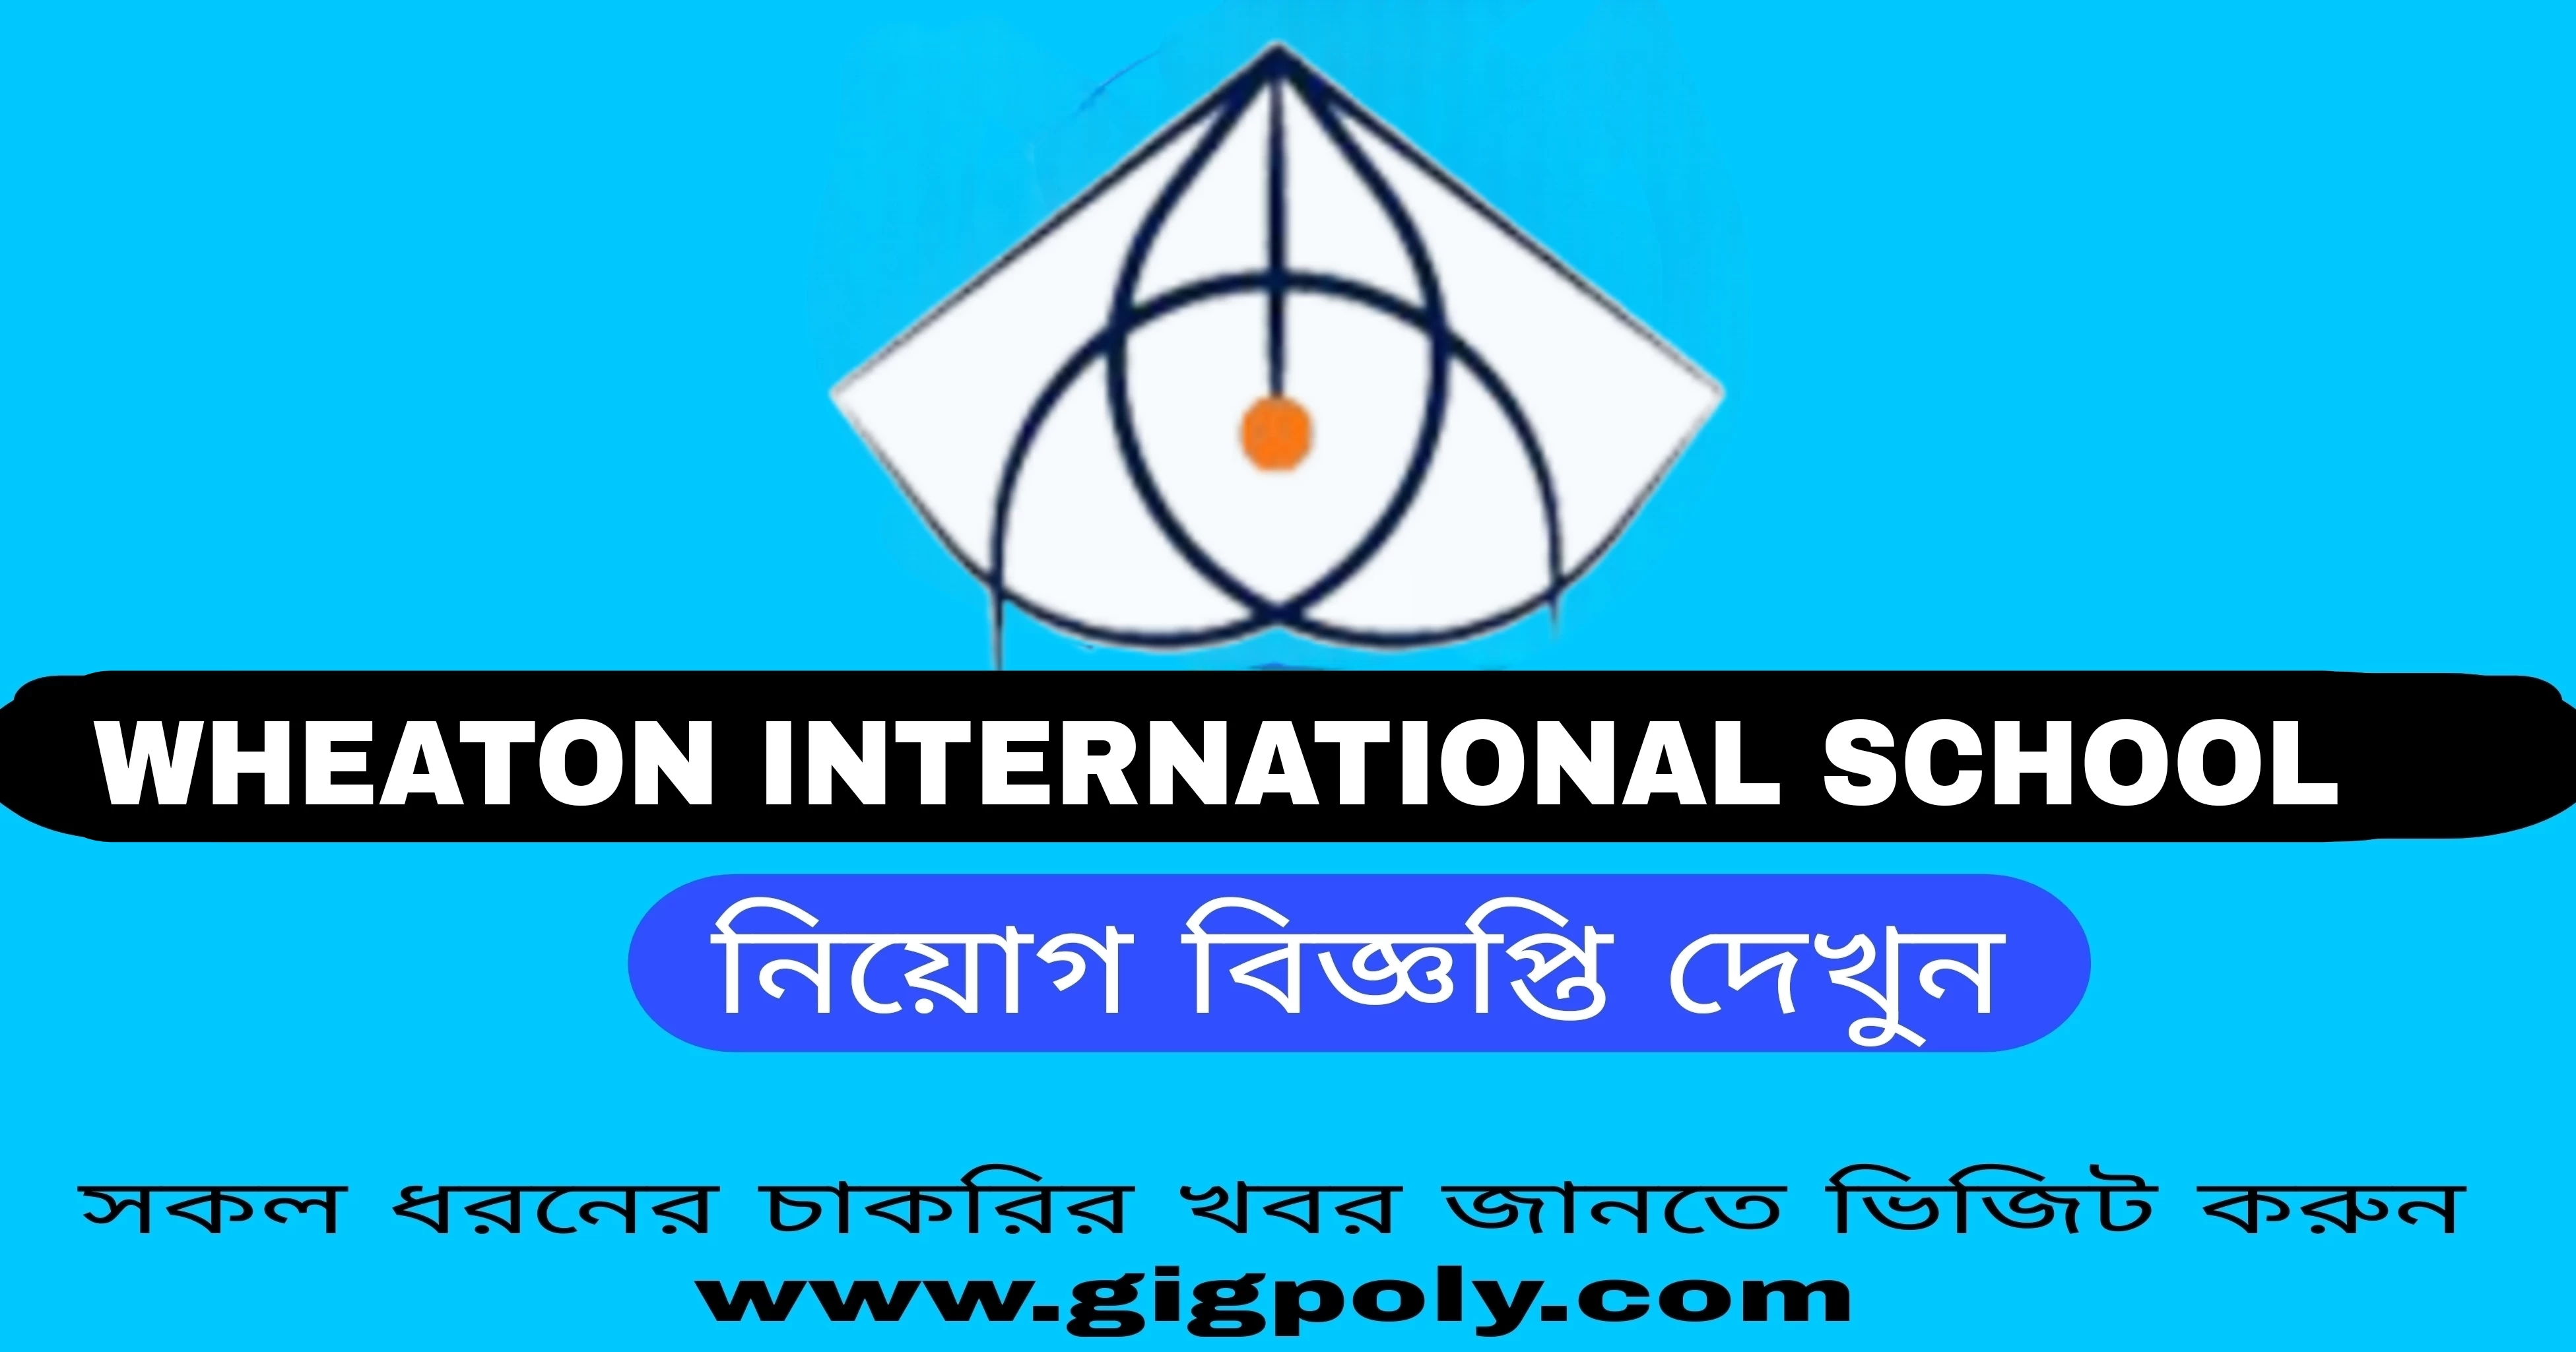 WHEATON INTERNATIONAL SCHOOL
নিয়োগ বিজ্ঞপ্তি দেখুন
সকল ধরনের চাকরির খবর জানতে ভিজিট করুন
www.gigpoly.com